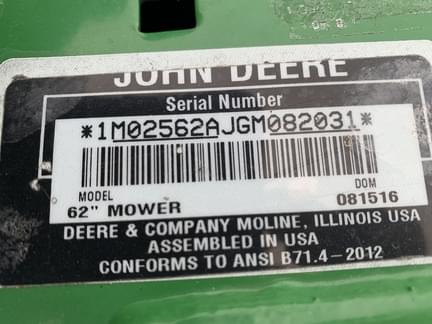 JOHN DEERE
Serial Number
*1M02562AJGM082031*
MODEL
DOM
62" MOWER
081516
DEERE & COMPANY MOLINE, ILLINOIS USA
ASSEMBLED IN USA
CONFORMS TO ANSI B71.4-2012